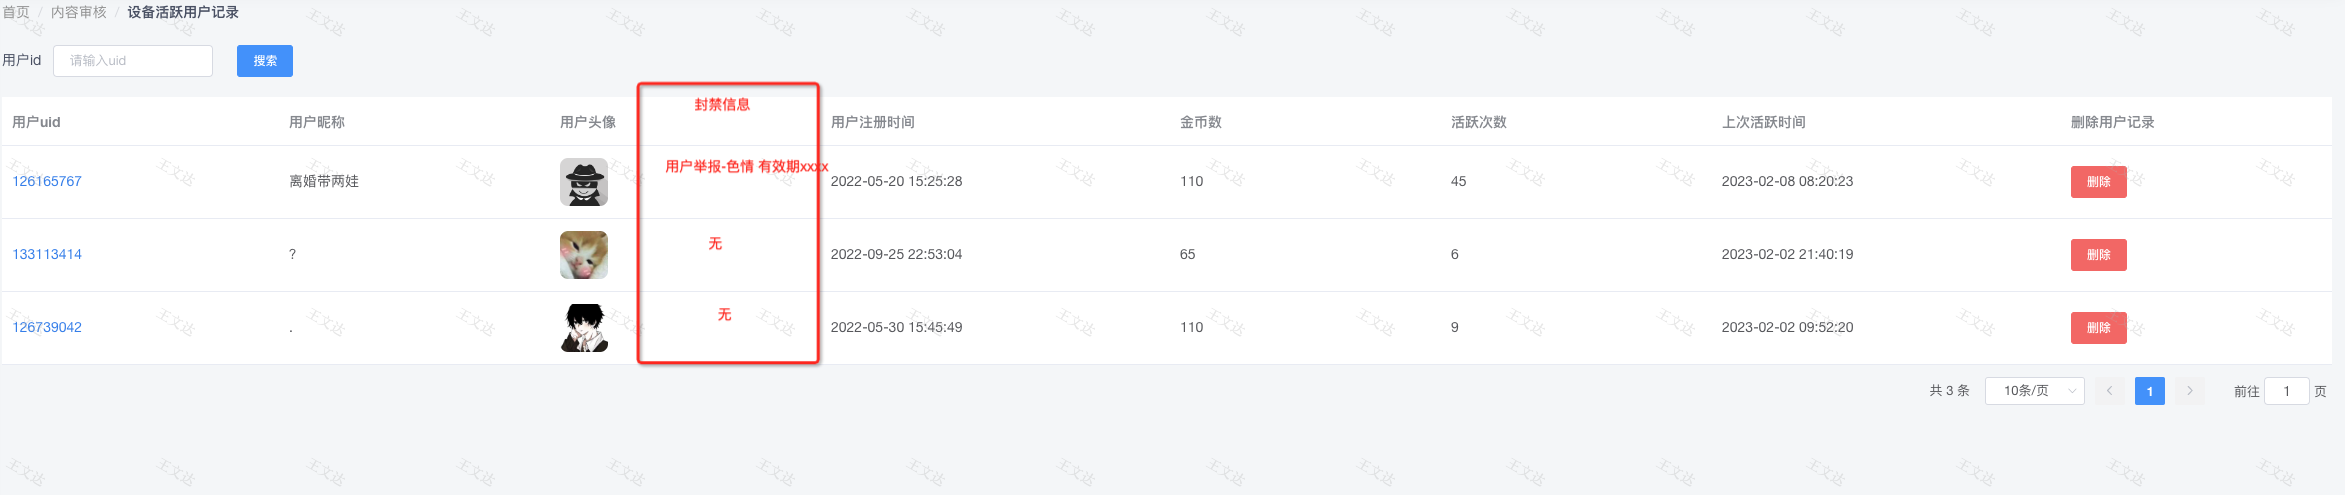 首页 / 内容审核 / 设备活跃用户记录
用户id 请输入uid 搜索
封禁信息
用户uid 用户昵称 用户头像 用户注册时间 金币数 活跃次数 上次活跃时间 删除用户记录
用户举报-色情 有效期xxxx
126165767 离婚带两娃 2022-05-20 15:25:28 110 45 2023-02-08 08:20:23 删除
无
133113414 ? 2022-09-25 22:53:04 65 6 2023-02-02 21:40:19 删除
无
126739042 . 2022-05-30 15:45:49 110 9 2023-02-02 09:52:20 删除
共 3 条 10条/页 1 前往 1 页
王文达